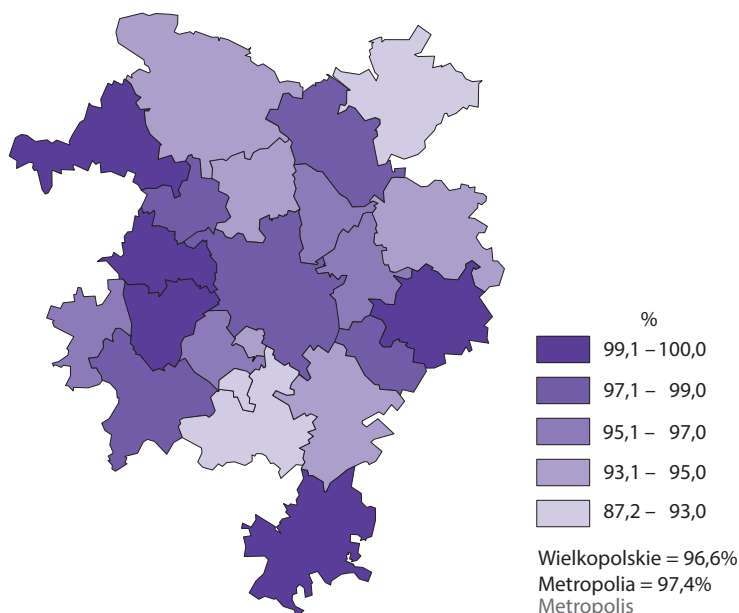 %
99,1 – 100,0
97,1 – 99,0
95,1 – 97,0
93,1 – 95,0
87,2 – 93,0
Wielkopolskie = 96,6%
Metropolia = 97,4%
Metropolis